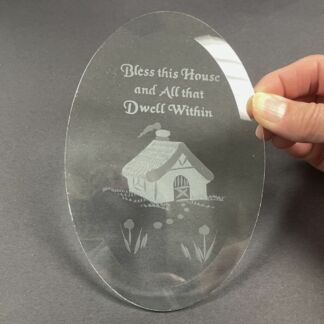 Bless this House
and All that
Dwell Within